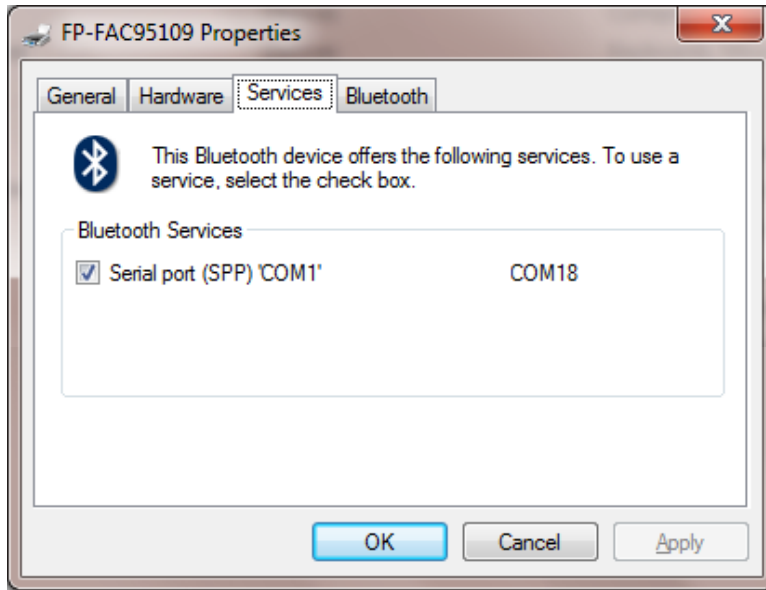 FP-FAC95109 Properties
General Hardware Services Bluetooth
This Bluetooth device offers the following services. To use a
service, select the check box.
Bluetooth Services
Serial port (SPP) 'COM1' COM18
OK Cancel Apply